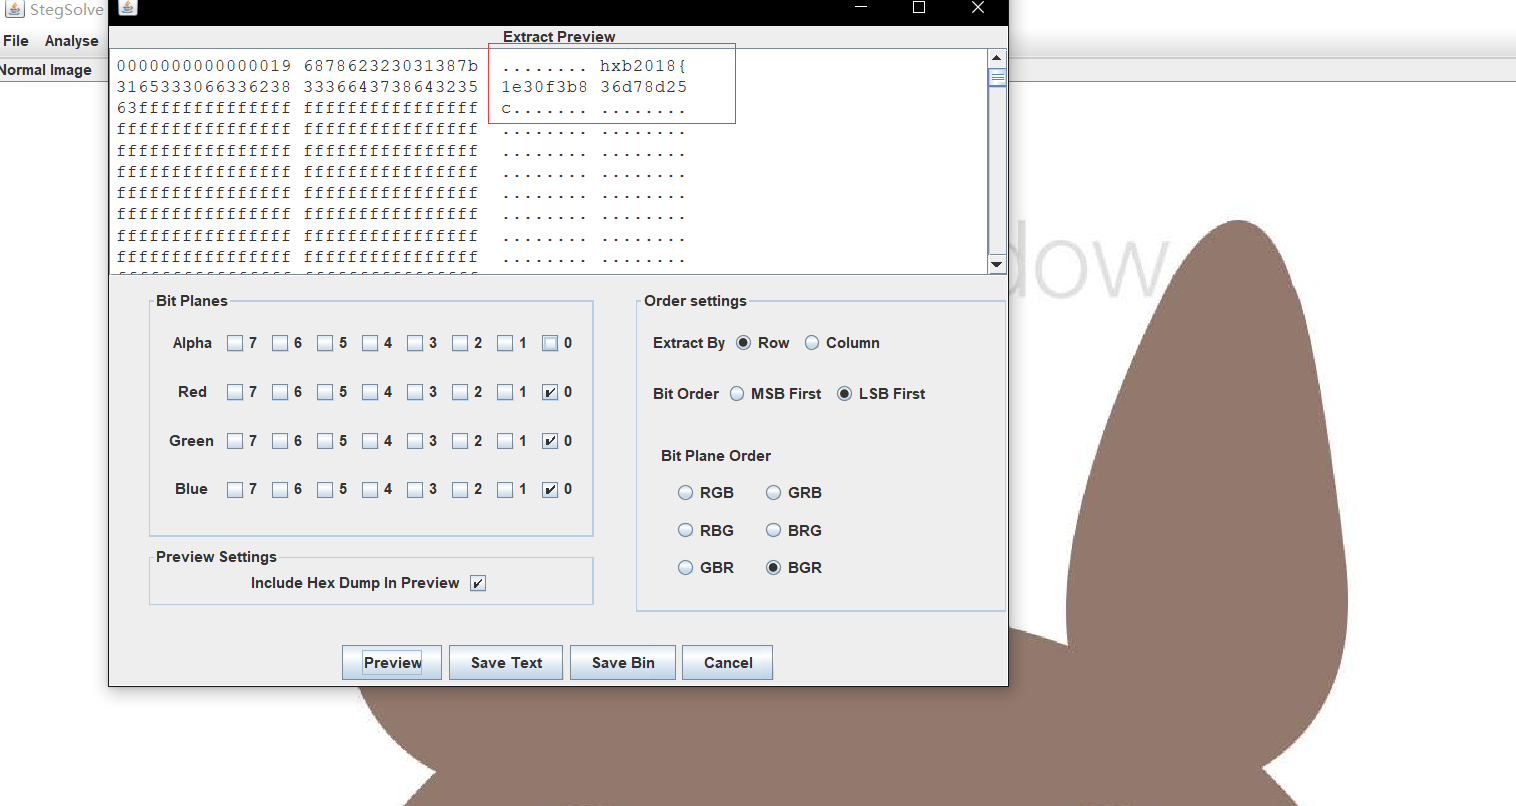 StegSolve
File Analyse
Normal Image
Extract Preview
0000000000000019 687862323031387b ........ hxb2018{
3165333066336238 3336643738643235 1e30f3b8 36d78d25
63ffffffffffffff ffffffffffffffff c....... ........
ffffffffffffffff ffffffffffffffff ........ ........
ffffffffffffffff ffffffffffffffff ........ ........
ffffffffffffffff ffffffffffffffff ........ ........
ffffffffffffffff ffffffffffffffff ........ ........
ffffffffffffffff ffffffffffffffff ........ ........
ffffffffffffffff ffffffffffffffff ........ ........
ffffffffffffffff ffffffffffffffff ........ ........
Bit Planes
Alpha 7 6 5 4 3 2 1 0
Red 7 6 5 4 3 2 1 0
Green 7 6 5 4 3 2 1 0
Blue 7 6 5 4 3 2 1 0
Preview Settings
Include Hex Dump In Preview
Order settings
Extract By Row Column
Bit Order MSB First LSB First
Bit Plane Order
RGB GRB
RBG BRG
GBR BGR
Preview Save Text Save Bin Cancel